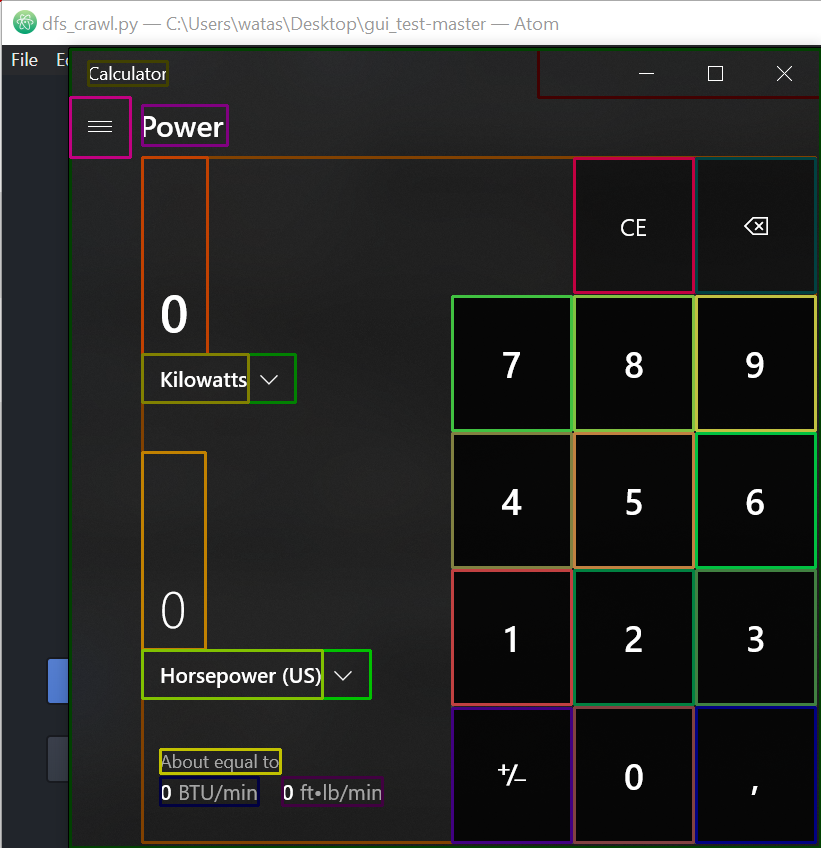 dfs_crawl.py — C:\Users\watas\Desktop\gui_test-master — Atom
File
Calculator
Power
CE
0
7 8 9
Kilowatts
4 5 6
0
1 2 3
Horsepower (US)
About equal to
0 BTU/min 0 ft•lb/min
+/− 0 ,